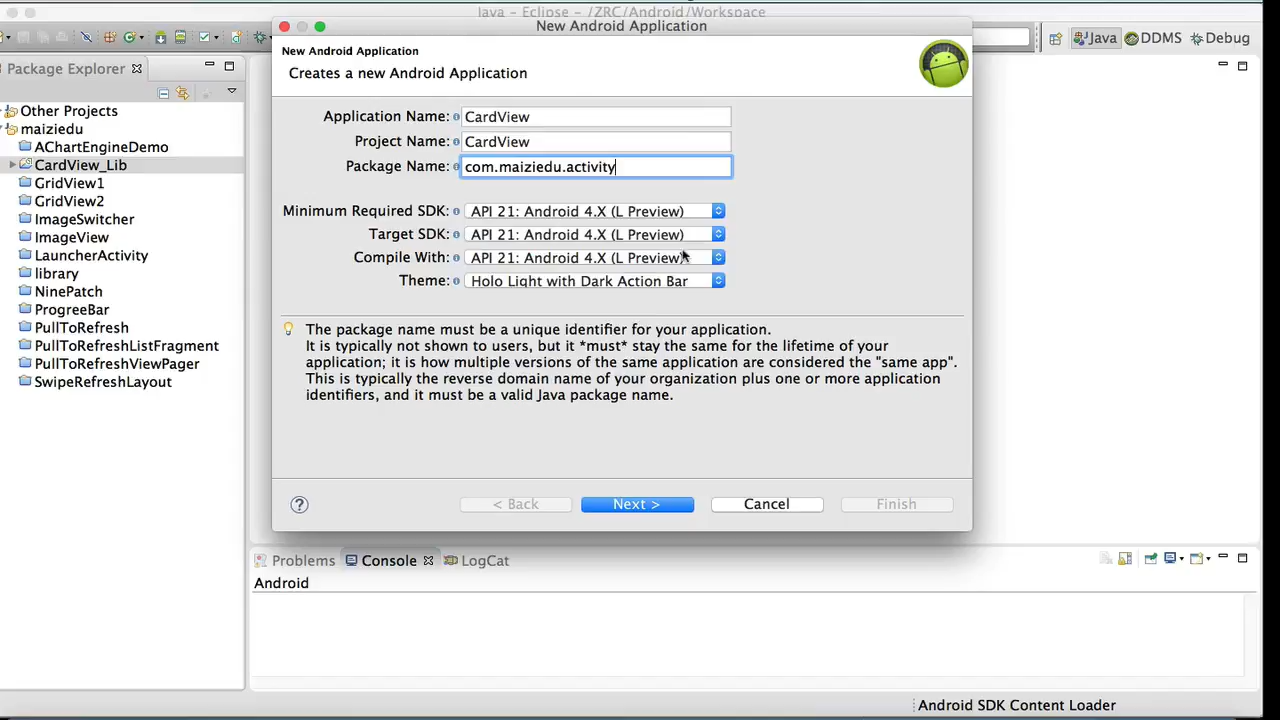 Java – Eclipse – /ZRC/Android/Workspace
New Android Application
Java
DDMS
Debug
Package Explorer
Other Projects
maiziedu
AChartEngineDemo
CardView_Lib
GridView1
GridView2
ImageSwitcher
ImageView
LauncherActivity
library
NinePatch
ProgreeBar
PullToRefresh
PullToRefreshListFragment
PullToRefreshViewPager
SwipeRefreshLayout
New Android Application
Creates a new Android Application
Application Name: CardView
Project Name: CardView
Package Name: com.maiziedu.activity
Minimum Required SDK: API 21: Android 4.X (L Preview)
Target SDK: API 21: Android 4.X (L Preview)
Compile With: API 21: Android 4.X (L Preview)
Theme: Holo Light with Dark Action Bar
The package name must be a unique identifier for your application.
It is typically not shown to users, but it *must* stay the same for the lifetime of your
application; it is how multiple versions of the same application are considered the "same app".
This is typically the reverse domain name of your organization plus one or more application
identifiers, and it must be a valid Java package name.
?
< Back
Next >
Cancel
Finish
Problems
Console
LogCat
Android
Android SDK Content Loader